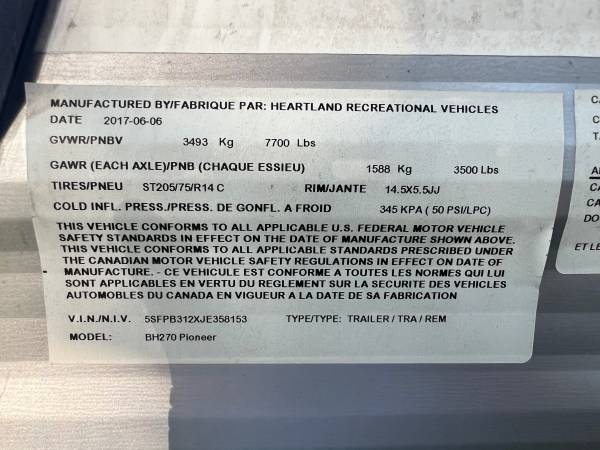 MANUFACTURED BY/FABRIQUE PAR: HEARTLAND RECREATIONAL VEHICLES
DATE 2017-06-06
GVWR/PNBV 3493 Kg 7700 Lbs
GAWR (EACH AXLE)/PNB (CHAQUE ESSIEU) 1588 Kg 3500 Lbs
TIRES/PNEU ST205/75/R14 C RIM/JANTE 14.5X5.5JJ
COLD INFL. PRESS./PRESS. DE GONFL. A FROID 345 KPA ( 50 PSI/LPC)
THIS VEHICLE CONFORMS TO ALL APPLICABLE U.S. FEDERAL MOTOR VEHICLE
SAFETY STANDARDS IN EFFECT ON THE DATE OF MANUFACTURE SHOWN ABOVE.
THIS VEHICLE CONFORMS TO ALL APPLICABLE STANDARDS PRESCRIBED UNDER
THE CANADIAN MOTOR VEHICLE SAFETY REGULATIONS IN EFFECT ON DATE OF
MANUFACTURE. - CE VEHICULE EST CONFORME A TOUTES LES NORMES QUI LUI
SONT APPLICABLES EN VERTU DU REGLEMENT SUR LA SECURITE DES VEHICLES
AUTOMOBILES DU CANADA EN VIGUEUR A LA DATE DE SA FABRICATION
V.I.N./N.I.V. 5SFPB312XJE358153 TYPE/TYPE: TRAILER / TRA / REM
MODEL: BH270 Pioneer
CA
CA
DO
ET LE